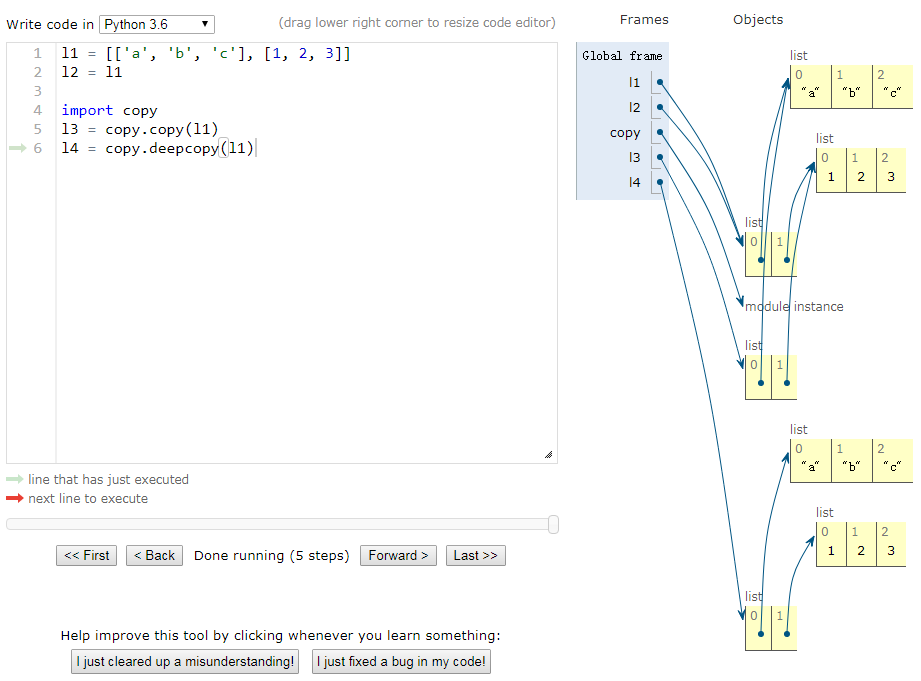 Write code in Python 3.6 (drag lower right corner to resize code editor)
1 l1 = [['a', 'b', 'c'], [1, 2, 3]]
2 l2 = l1
3
4 import copy
5 l3 = copy.copy(l1)
6 l4 = copy.deepcopy(l1)
line that has just executed
next line to execute
<< First < Back Done running (5 steps) Forward > Last >>
Help improve this tool by clicking whenever you learn something:
I just cleared up a misunderstanding! I just fixed a bug in my code!
Frames Objects
Global frame
l1
l2
copy
l3
l4
list
0 1 2
"a" "b" "c"
list
0 1 2
1 2 3
list
0 1
module instance
list
0 1
list
0 1 2
"a" "b" "c"
list
0 1 2
1 2 3
list
0 1